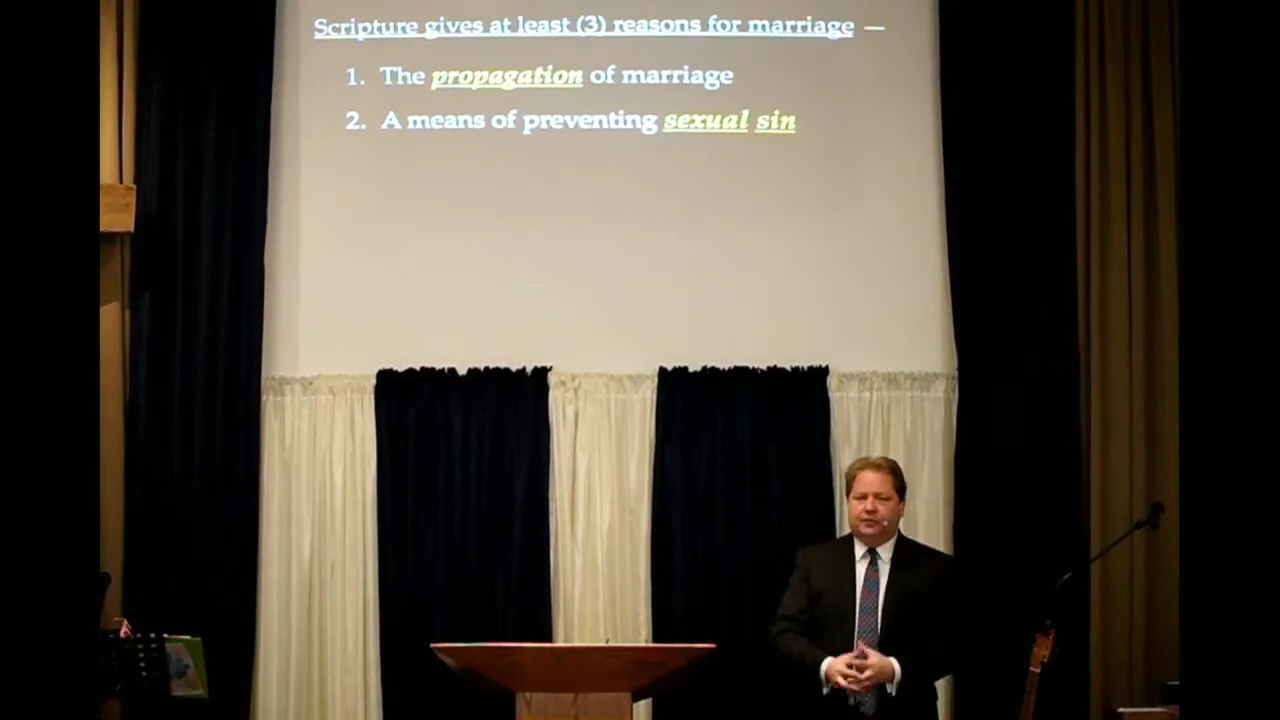 Scripture gives at least (3) reasons for marriage —
1. The propagation of marriage
2. A means of preventing sexual sin